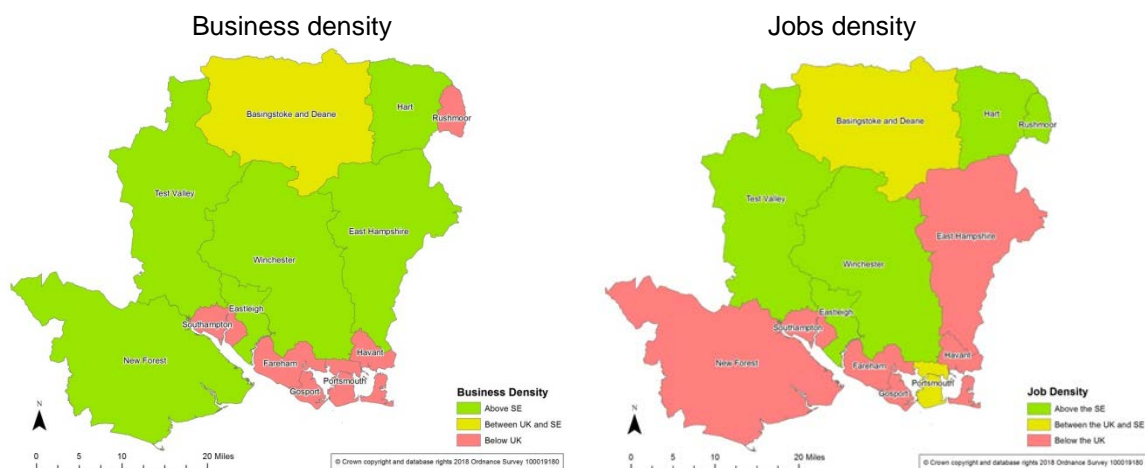 Business density
Basingstoke and Deane
Hart
Rushmoor
Test Valley
East Hampshire
Winchester
Eastleigh
Southampton
New Forest
Fareham
Havant
Portsmouth
Gosport
N
0 5 10 20 Miles
Business Density
Above SE
Between UK and SE
Below UK
© Crown copyright and database rights 2018 Ordnance Survey 100019180
Jobs density
Basingstoke and Deane
Hart
Rushmoor
Test Valley
East Hampshire
Winchester
Eastleigh
Southampton
New Forest
Fareham
Havant
Portsmouth
Gosport
N
0 5 10 20 Miles
Job Density
Above the SE
Between the UK and SE
Below the UK
© Crown copyright and database rights 2018 Ordnance Survey 100019180